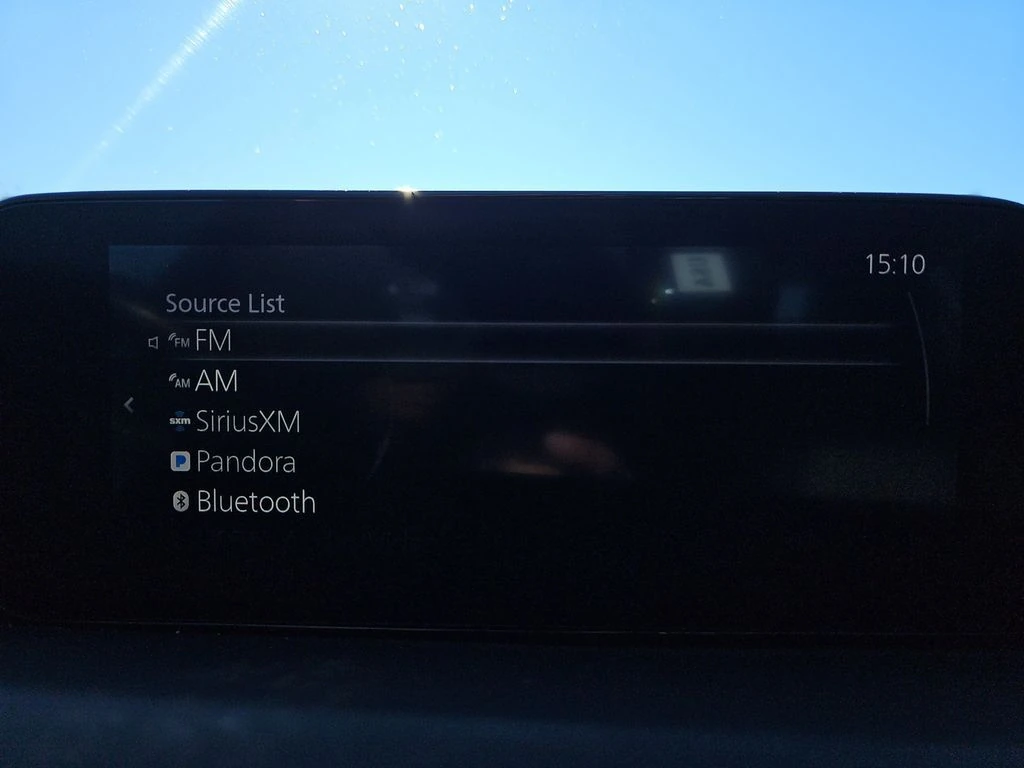 15:10
Source List
FM FM
AM AM
sxm SiriusXM
P Pandora
Bluetooth